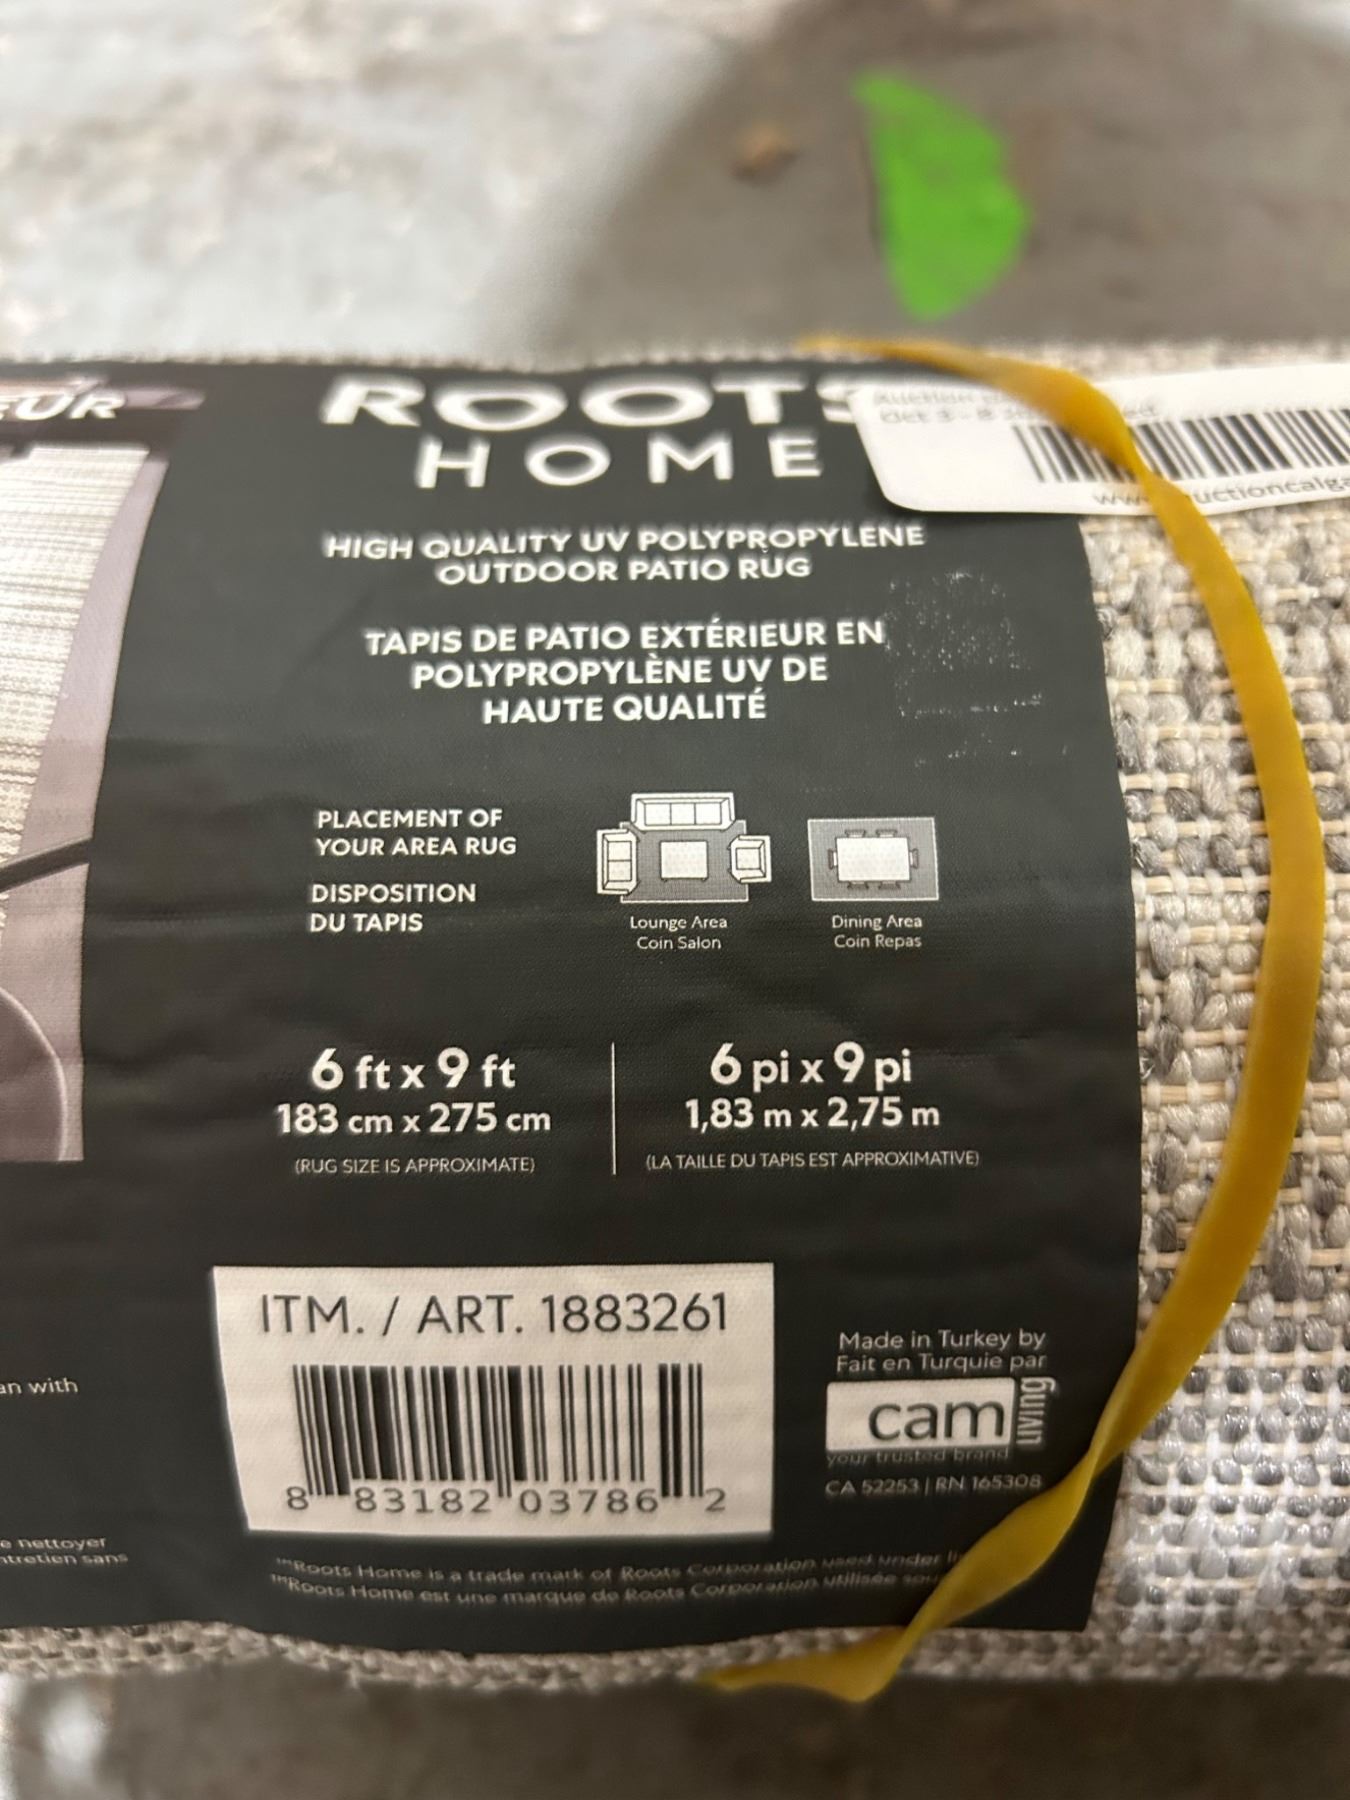 EUR
ROOTS
HOME
Auction
Oct 3 - 8
HIGH QUALITY UV POLYPROPYLENE
OUTDOOR PATIO RUG
TAPIS DE PATIO EXTÉRIEUR EN
POLYPROPYLÈNE UV DE
HAUTE QUALITÉ
PLACEMENT OF
YOUR AREA RUG
DISPOSITION
DU TAPIS
Lounge Area
Coin Salon
Dining Area
Coin Repas
6 ft x 9 ft
183 cm x 275 cm
(RUG SIZE IS APPROXIMATE)
6 pi x 9 pi
1,83 m x 2,75 m
(LA TAILLE DU TAPIS EST APPROXIMATIVE)
an with
e nettoyer
ntretien sans
ITM. / ART. 1883261
8 83182 03786 2
Made in Turkey by
Fait en Turquie par
cam living
your trusted brand
CA 52253 | RN 165308
™Roots Home is a trade mark of Roots Corporation used under
™Roots Home est une marque de Roots Corporation utilisée